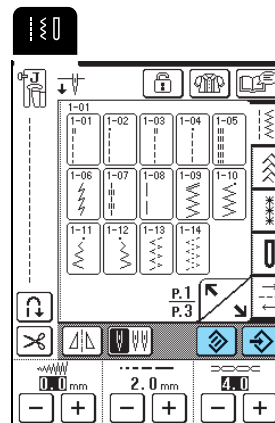 J
1-01
1-01 1-02 1-03 1-04 1-05
1-06 1-07 1-08 1-09 1-10
1-11 1-12 1-13 1-14
P.1
P.3
0.0 mm 2.0 mm 4.0
− + − + − +